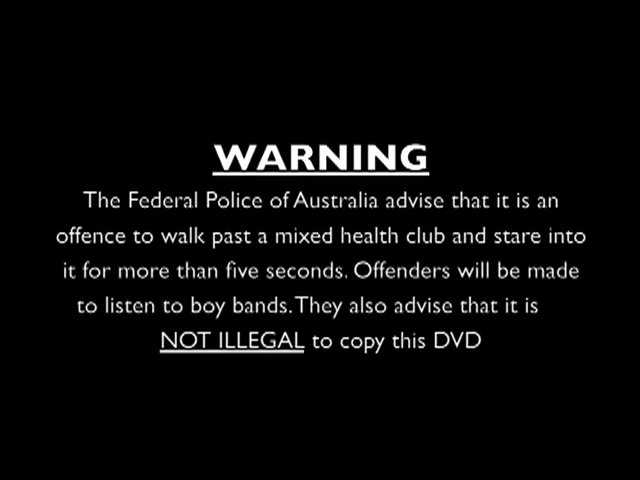 WARNING
The Federal Police of Australia advise that it is an
offence to walk past a mixed health club and stare into
it for more than five seconds. Offenders will be made
to listen to boy bands. They also advise that it is
NOT ILLEGAL to copy this DVD